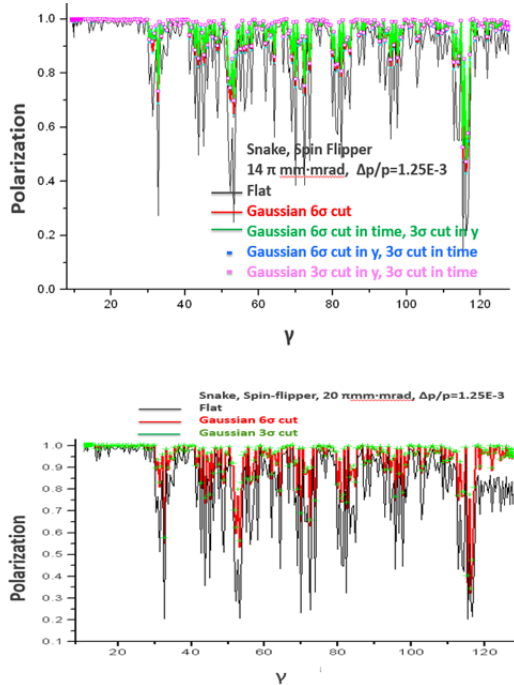 1.0
0.8
0.6
0.4
0.2
0.0
Polarization
Snake, Spin Flipper
14 π mm·mrad, Δp/p=1.25E-3
Flat
Gaussian 6σ cut
Gaussian 6σ cut in time, 3σ cut in y
Gaussian 6σ cut in y, 3σ cut in time
Gaussian 3σ cut in y, 3σ cut in time
20 40 60 80 100 120
γ
Snake, Spin-flipper, 20 πmm·mrad, Δp/p=1.25E-3
Flat
Gaussian 6σ cut
Gaussian 3σ cut
1.0
0.9
0.8
0.7
0.6
0.5
0.4
0.3
0.2
0.1
Polarization
20 40 60 80 100 120
γ